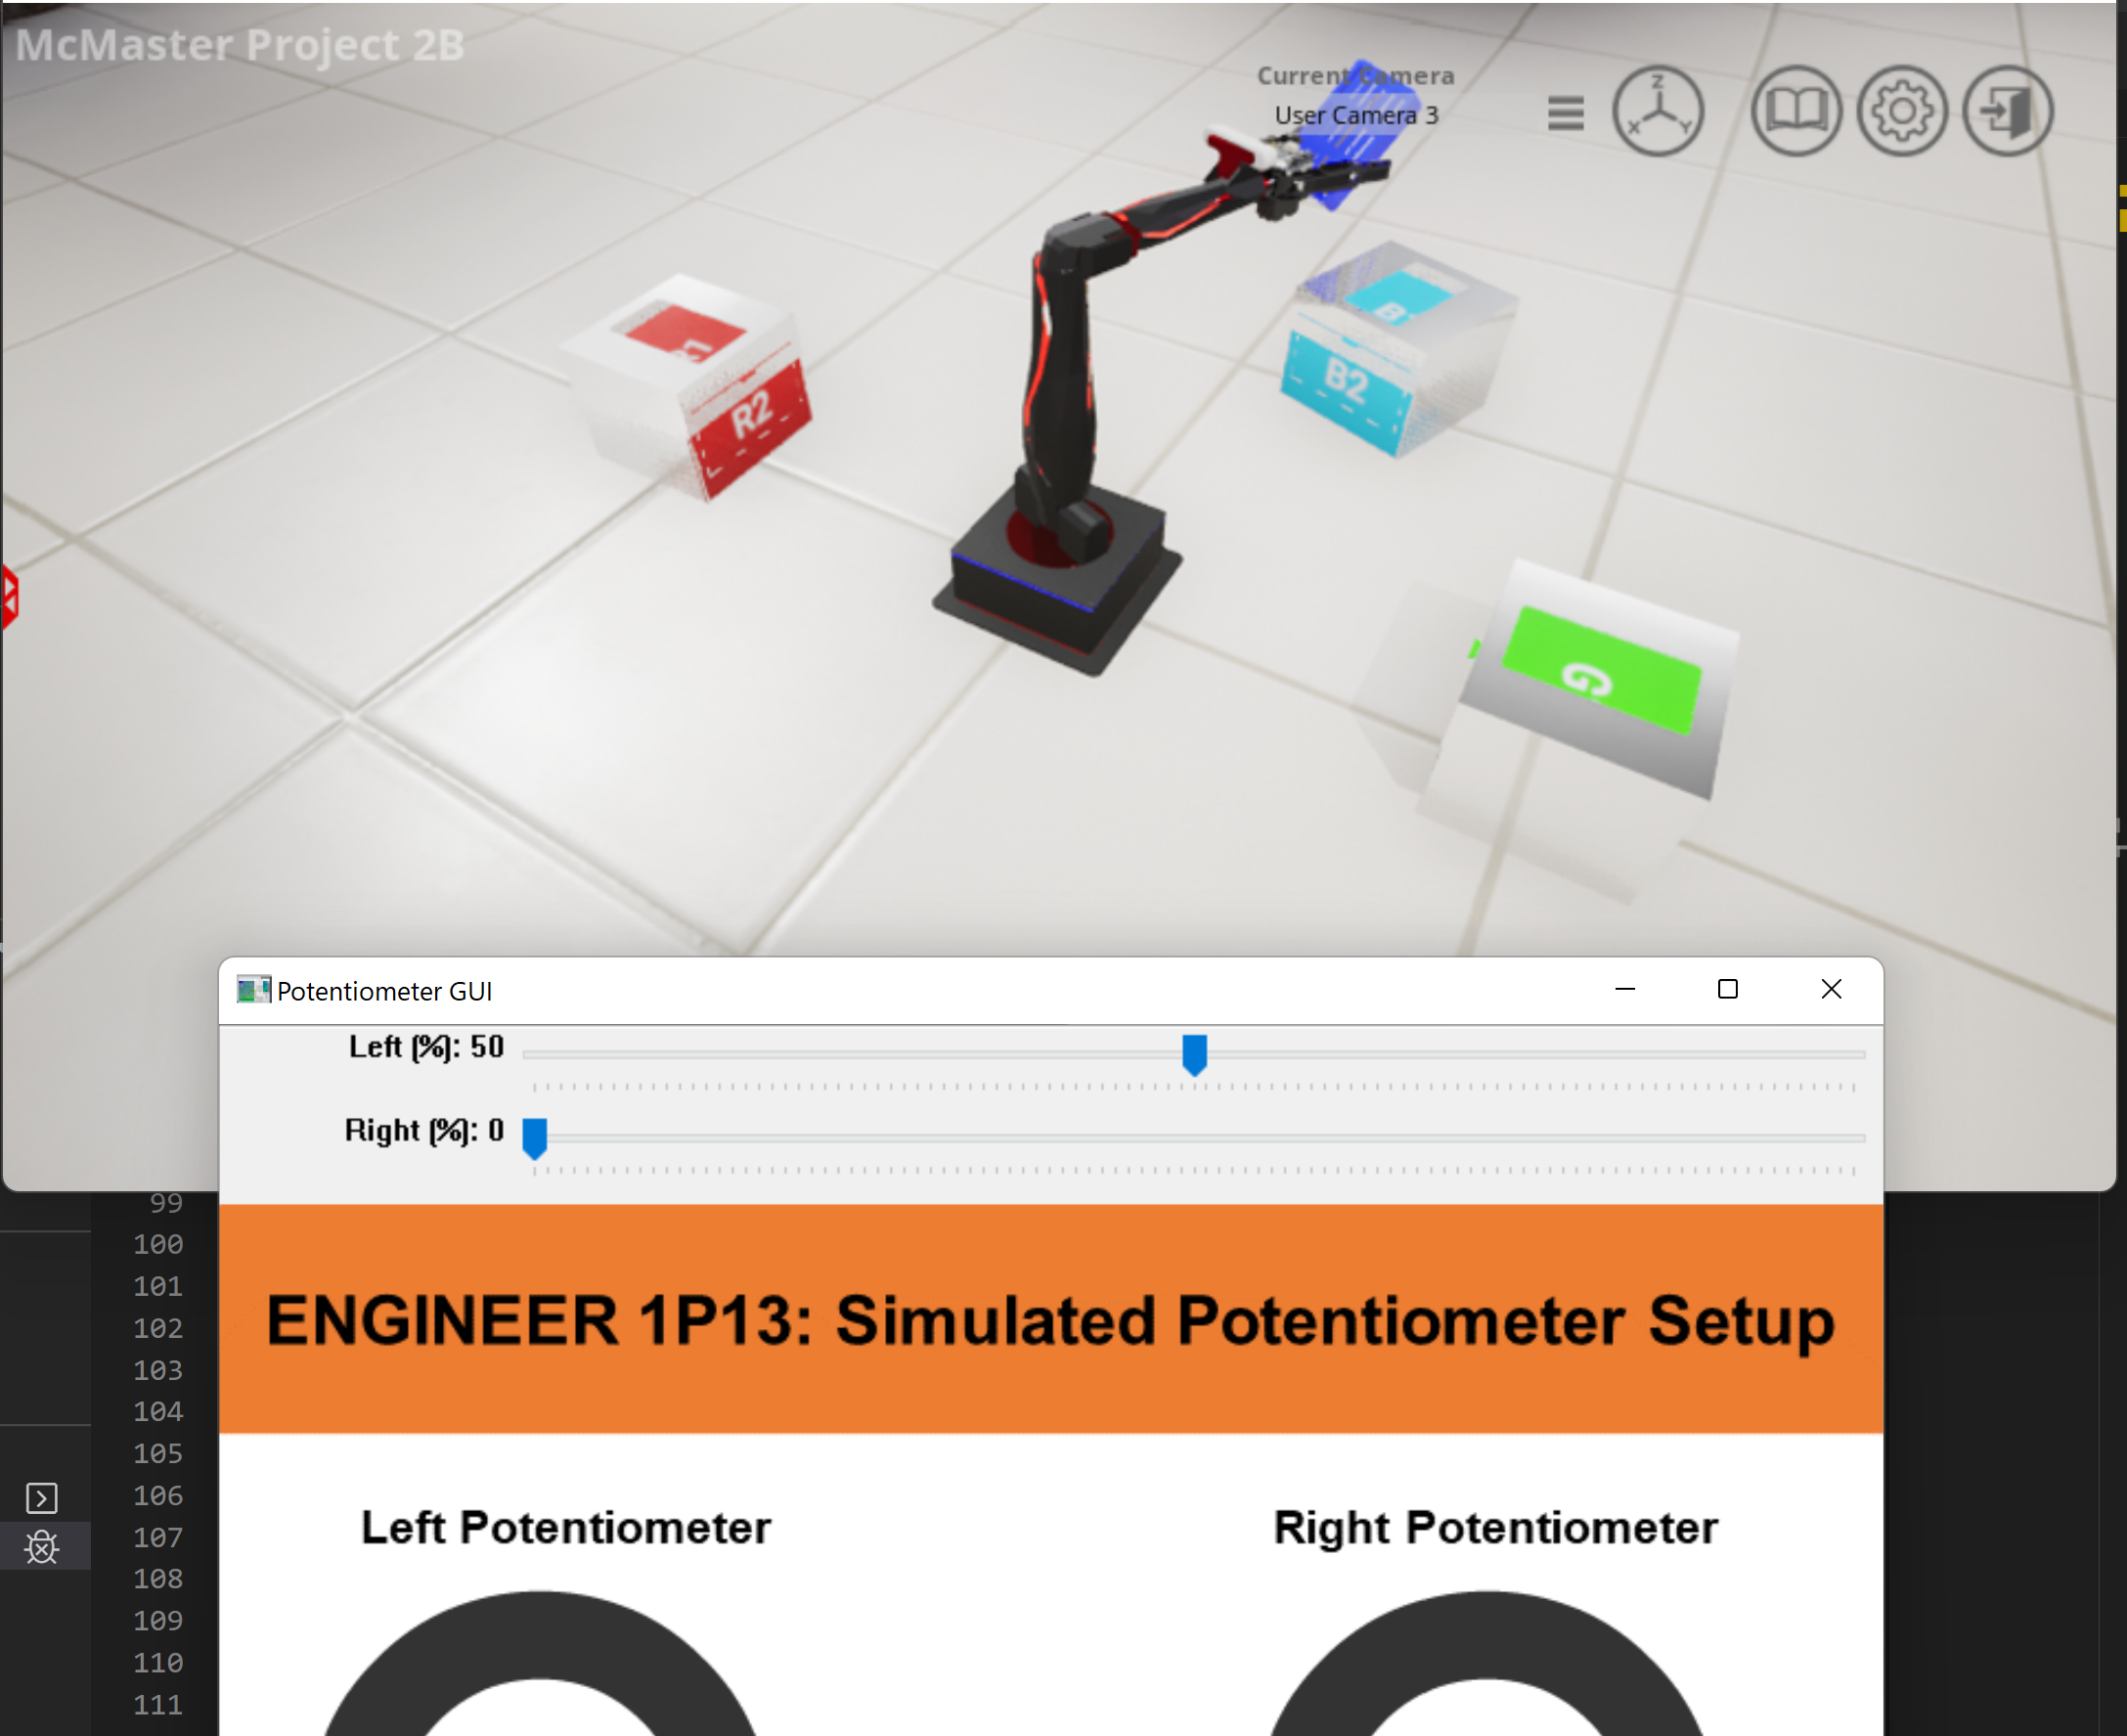 McMaster Project 2B
Current Camera
User Camera 3
Z
X
Y
R2
B2
G
Potentiometer GUI
Left (%): 50
Right (%): 0
99
100
101
102
103
104
105
106
107
108
109
110
111
ENGINEER 1P13: Simulated Potentiometer Setup
Left Potentiometer
Right Potentiometer